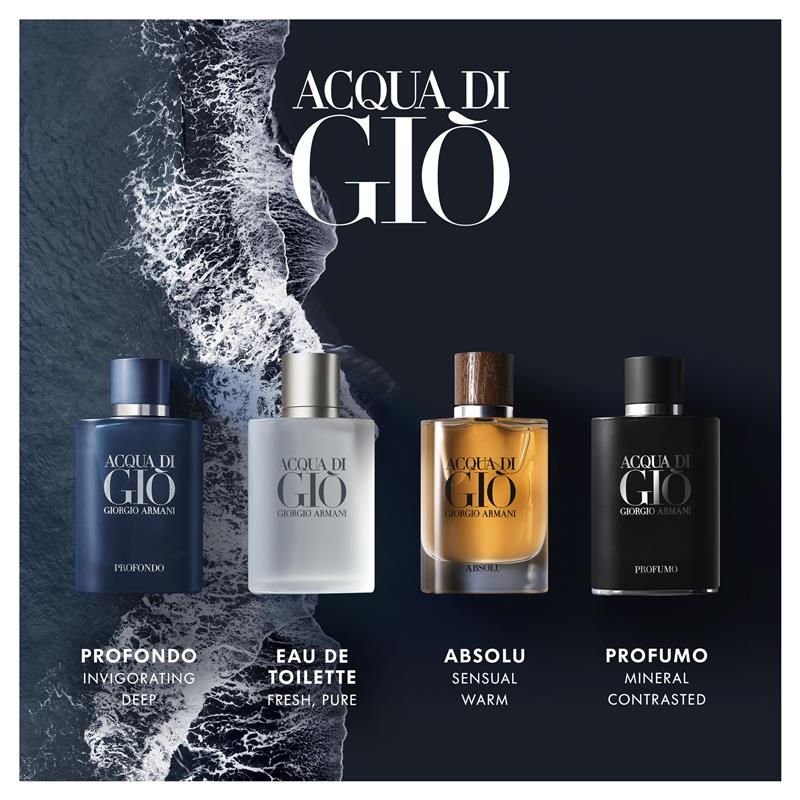 ACQUA DI
GIÒ
ACQUA DI
GIÒ
GIORGIO ARMANI
PROFONDO
ACQUA DI
GIÒ
GIORGIO ARMANI
ACQUA DI
GIÒ
GIORGIO ARMANI
ABSOLU
ACQUA DI
GIÒ
GIORGIO ARMANI
PROFUMO
PROFONDO
INVIGORATING
DEEP
EAU DE
TOILETTE
FRESH, PURE
ABSOLU
SENSUAL
WARM
PROFUMO
MINERAL
CONTRASTED